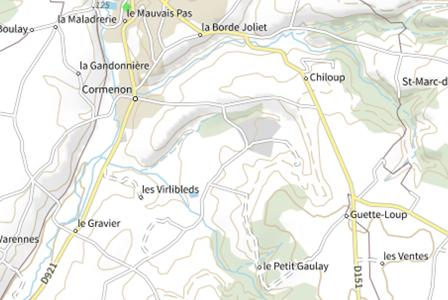 125
le Mauvais Pas
la Maladrerie
Boulay
la Borde Joliet
la Gandonnière
Chiloup
St-Marc-d
Cormenon
les Virlibleds
Guette-Loup
le Gravier
Varennes
les Ventes
le Petit Gaulay
D921
D151